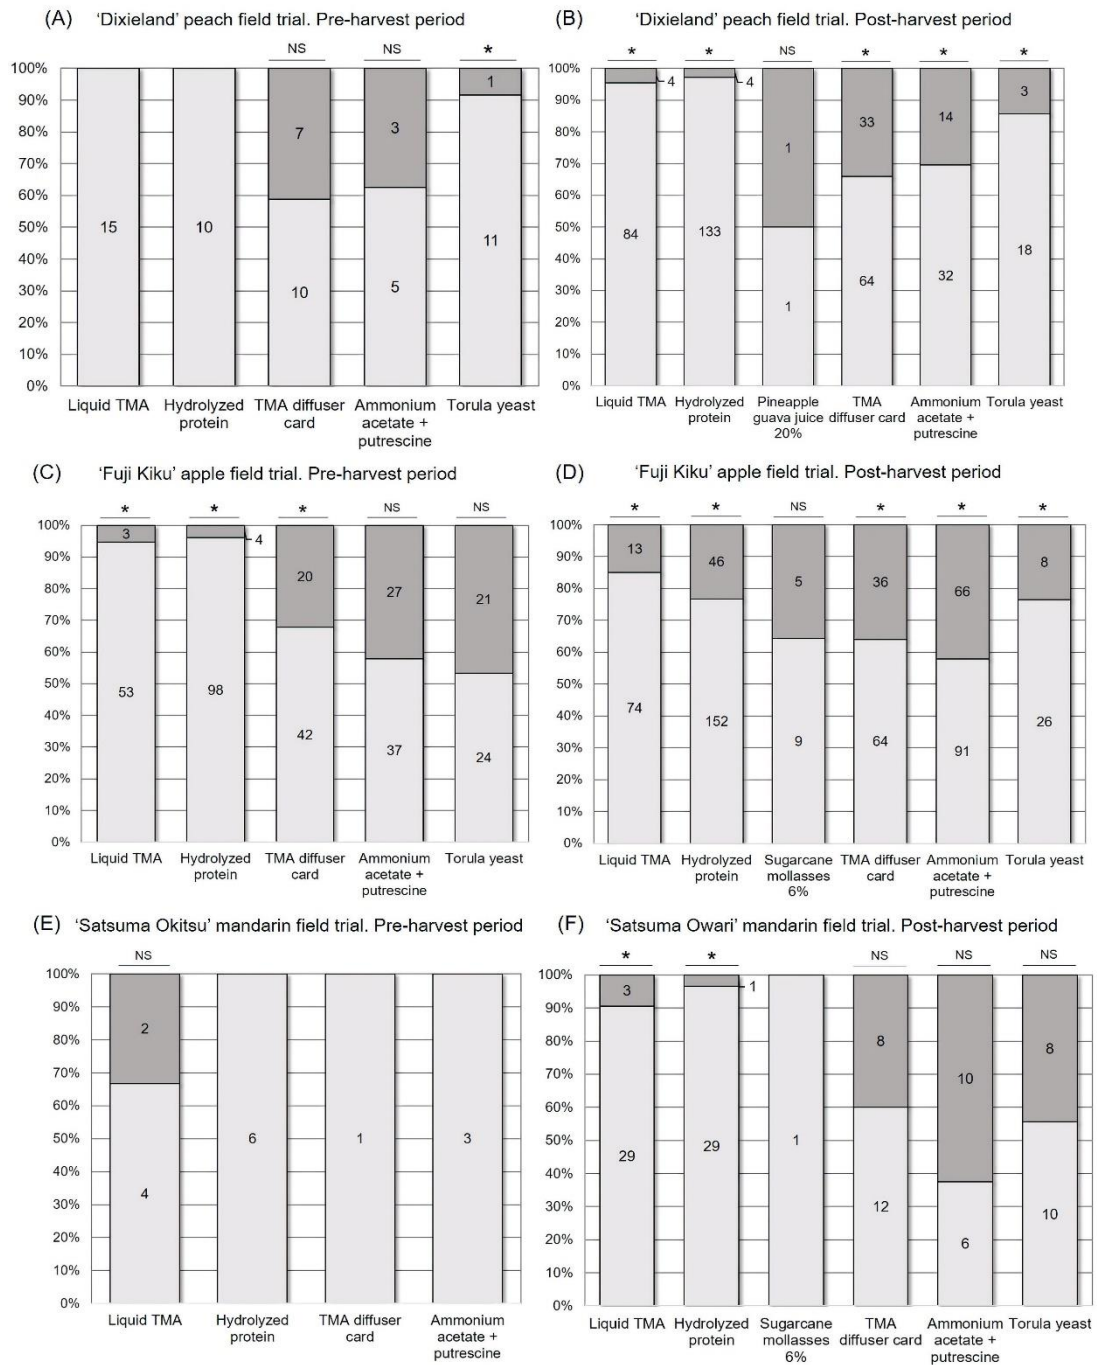 (A) 'Dixieland' peach field trial. Pre-harvest period
NS NS *
100%
90%
80%
70%
60%
50%
40%
30%
20%
10%
0%
7 3 1
15 10 10 5 11
Liquid TMA Hydrolyzed protein TMA diffuser card Ammonium acetate + putrescine Torula yeast
(B) 'Dixieland' peach field trial. Post-harvest period
* * NS * * *
100%
90%
80%
70%
60%
50%
40%
30%
20%
10%
0%
4 4 1 33 14 3
84 133 1 64 32 18
Liquid TMA Hydrolyzed protein Pineapple guava juice 20% TMA diffuser card Ammonium acetate + putrescine Torula yeast
(C) 'Fuji Kiku' apple field trial. Pre-harvest period
* * * NS NS
100%
90%
80%
70%
60%
50%
40%
30%
20%
10%
0%
3 4 20 27 21
53 98 42 37 24
Liquid TMA Hydrolyzed protein TMA diffuser card Ammonium acetate + putrescine Torula yeast
(D) 'Fuji Kiku' apple field trial. Post-harvest period
* * NS * * *
100%
90%
80%
70%
60%
50%
40%
30%
20%
10%
0%
13 46 5 36 66 8
74 152 9 64 91 26
Liquid TMA Hydrolyzed protein Sugarcane mollasses 6% TMA diffuser card Ammonium acetate + putrescine Torula yeast
(E) 'Satsuma Okitsu' mandarin field trial. Pre-harvest period
NS
100%
90%
80%
70%
60%
50%
40%
30%
20%
10%
0%
2
4 6 1 3
Liquid TMA Hydrolyzed protein TMA diffuser card Ammonium acetate + putrescine
(F) 'Satsuma Owari' mandarin field trial. Post-harvest period
* * NS NS NS
100%
90%
80%
70%
60%
50%
40%
30%
20%
10%
0%
3 1 8 10 8
29 29 1 12 6 10
Liquid TMA Hydrolyzed protein Sugarcane mollasses 6% TMA diffuser card Ammonium acetate + putrescine Torula yeast